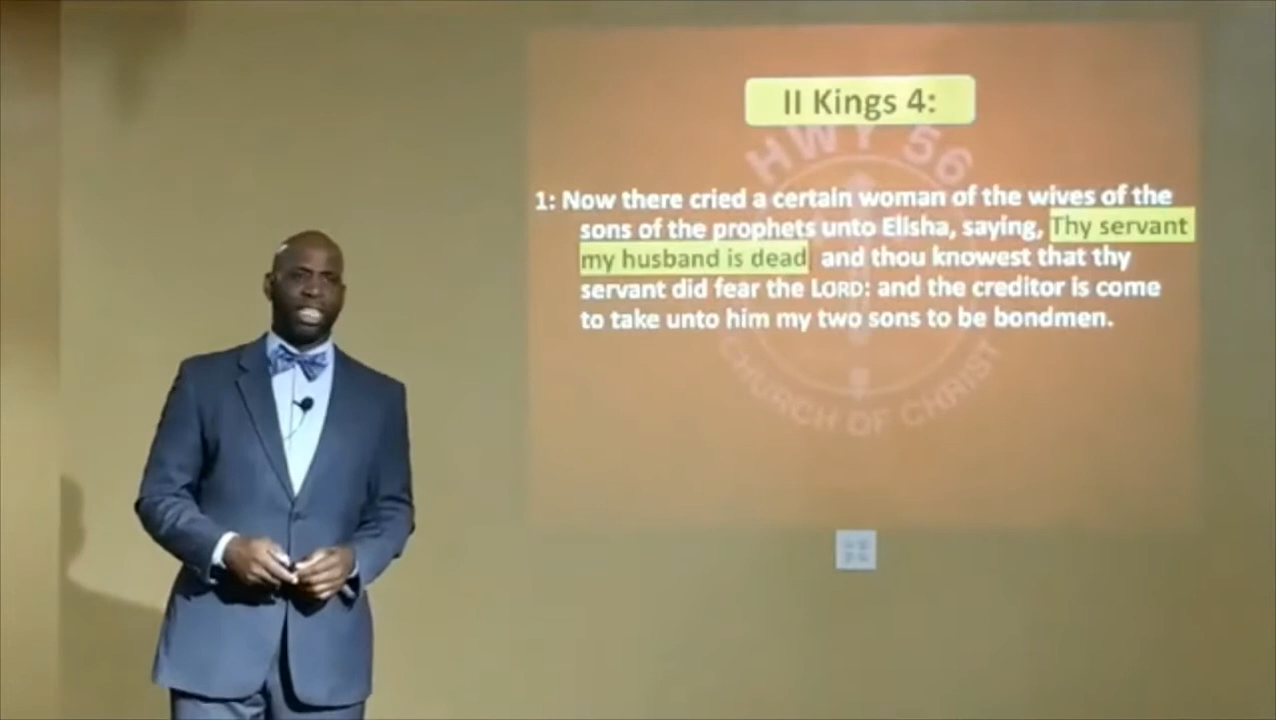 II Kings 4:
HWY 56
1: Now there cried a certain woman of the wives of the
sons of the prophets unto Elisha, saying, Thy servant
my husband is dead and thou knowest that thy
servant did fear the LORD: and the creditor is come
to take unto him my two sons to be bondmen.
CHURCH OF CHRIST